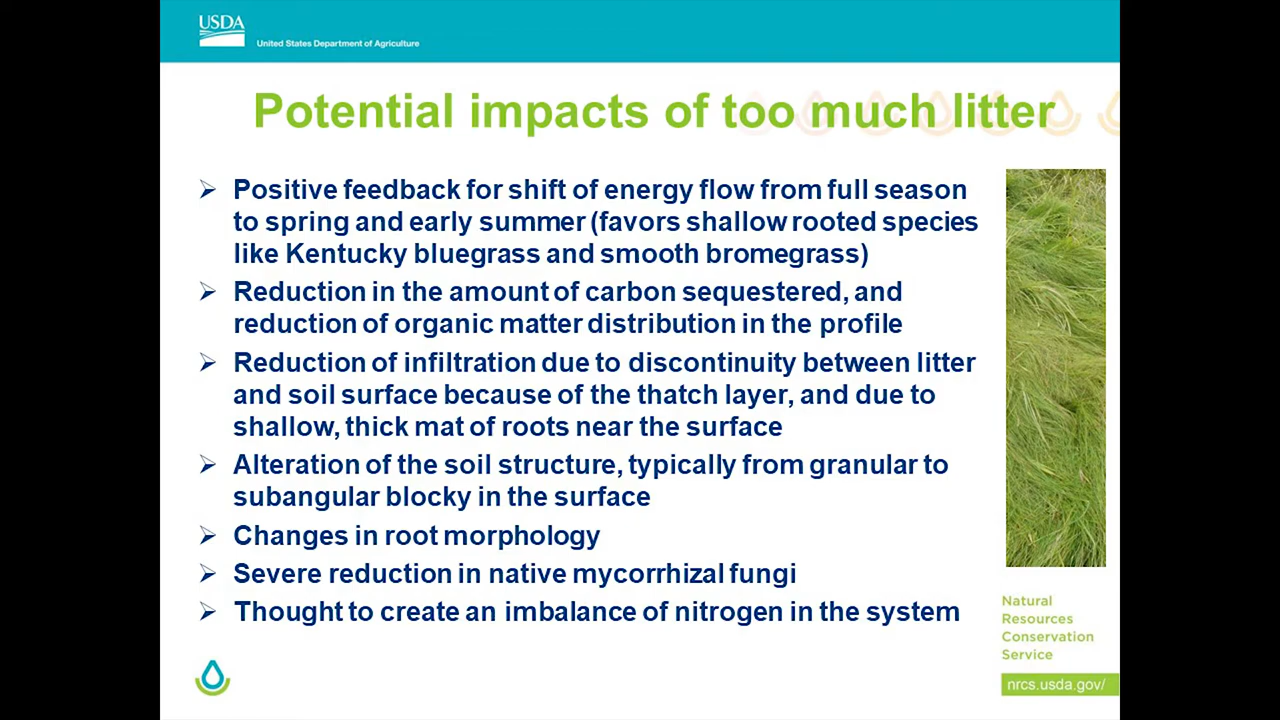 USDA
United States Department of Agriculture
Potential impacts of too much litter
➢ Positive feedback for shift of energy flow from full season
to spring and early summer (favors shallow rooted species
like Kentucky bluegrass and smooth bromegrass)
➢ Reduction in the amount of carbon sequestered, and
reduction of organic matter distribution in the profile
➢ Reduction of infiltration due to discontinuity between litter
and soil surface because of the thatch layer, and due to
shallow, thick mat of roots near the surface
➢ Alteration of the soil structure, typically from granular to
subangular blocky in the surface
➢ Changes in root morphology
➢ Severe reduction in native mycorrhizal fungi
➢ Thought to create an imbalance of nitrogen in the system
Natural
Resources
Conservation
Service
nrcs.usda.gov/